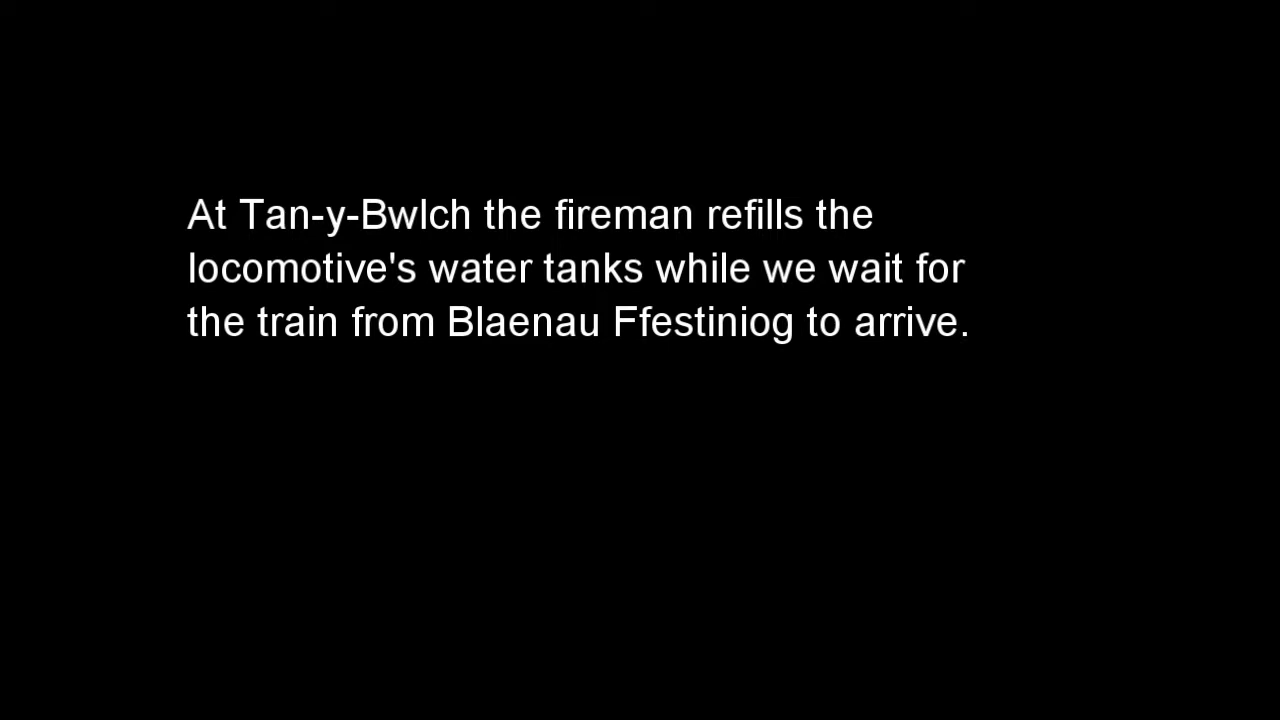 At Tan-y-Bwlch the fireman refills the
locomotive's water tanks while we wait for
the train from Blaenau Ffestiniog to arrive.